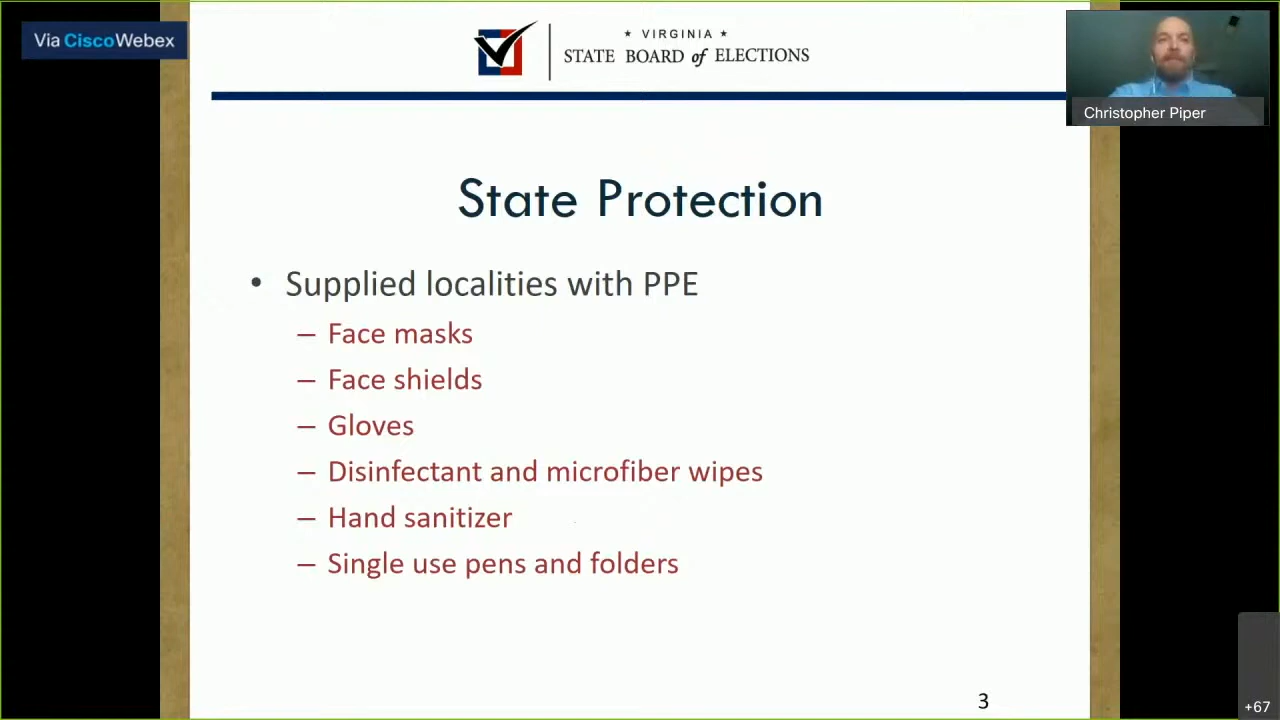 Via CiscoWebex
★ VIRGINIA ★
STATE BOARD of ELECTIONS
Christopher Piper
State Protection
• Supplied localities with PPE
– Face masks
– Face shields
– Gloves
– Disinfectant and microfiber wipes
– Hand sanitizer
– Single use pens and folders
3
+67